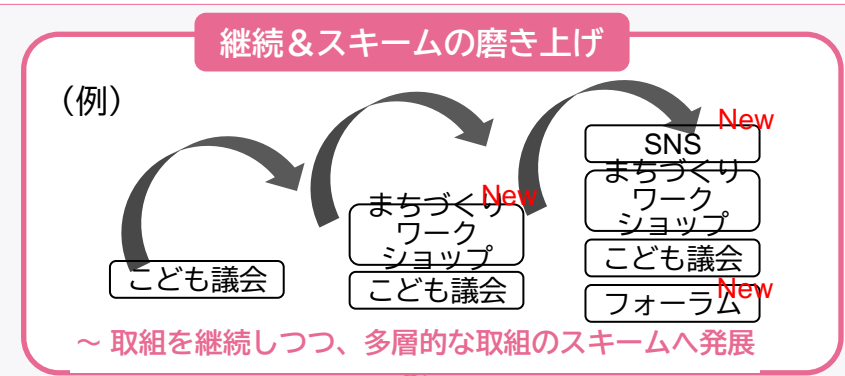 継続＆スキームの磨き上げ
（例）
こども議会
New
まちづくり
ワーク
ショップ
こども議会
New
SNS
まちづくり
ワーク
ショップ
こども議会
New
フォーラム
～ 取組を継続しつつ、多層的な取組のスキームへ発展